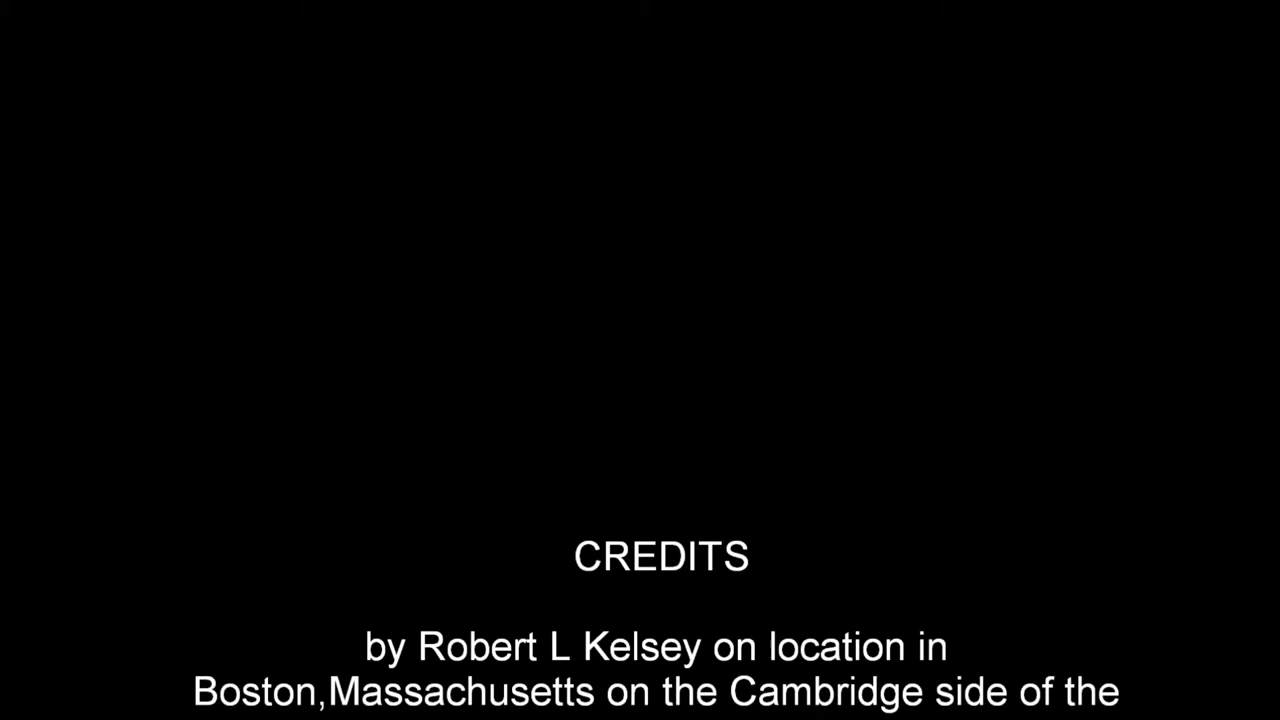 CREDITS
by Robert L Kelsey on location in
Boston,Massachusetts on the Cambridge side of the